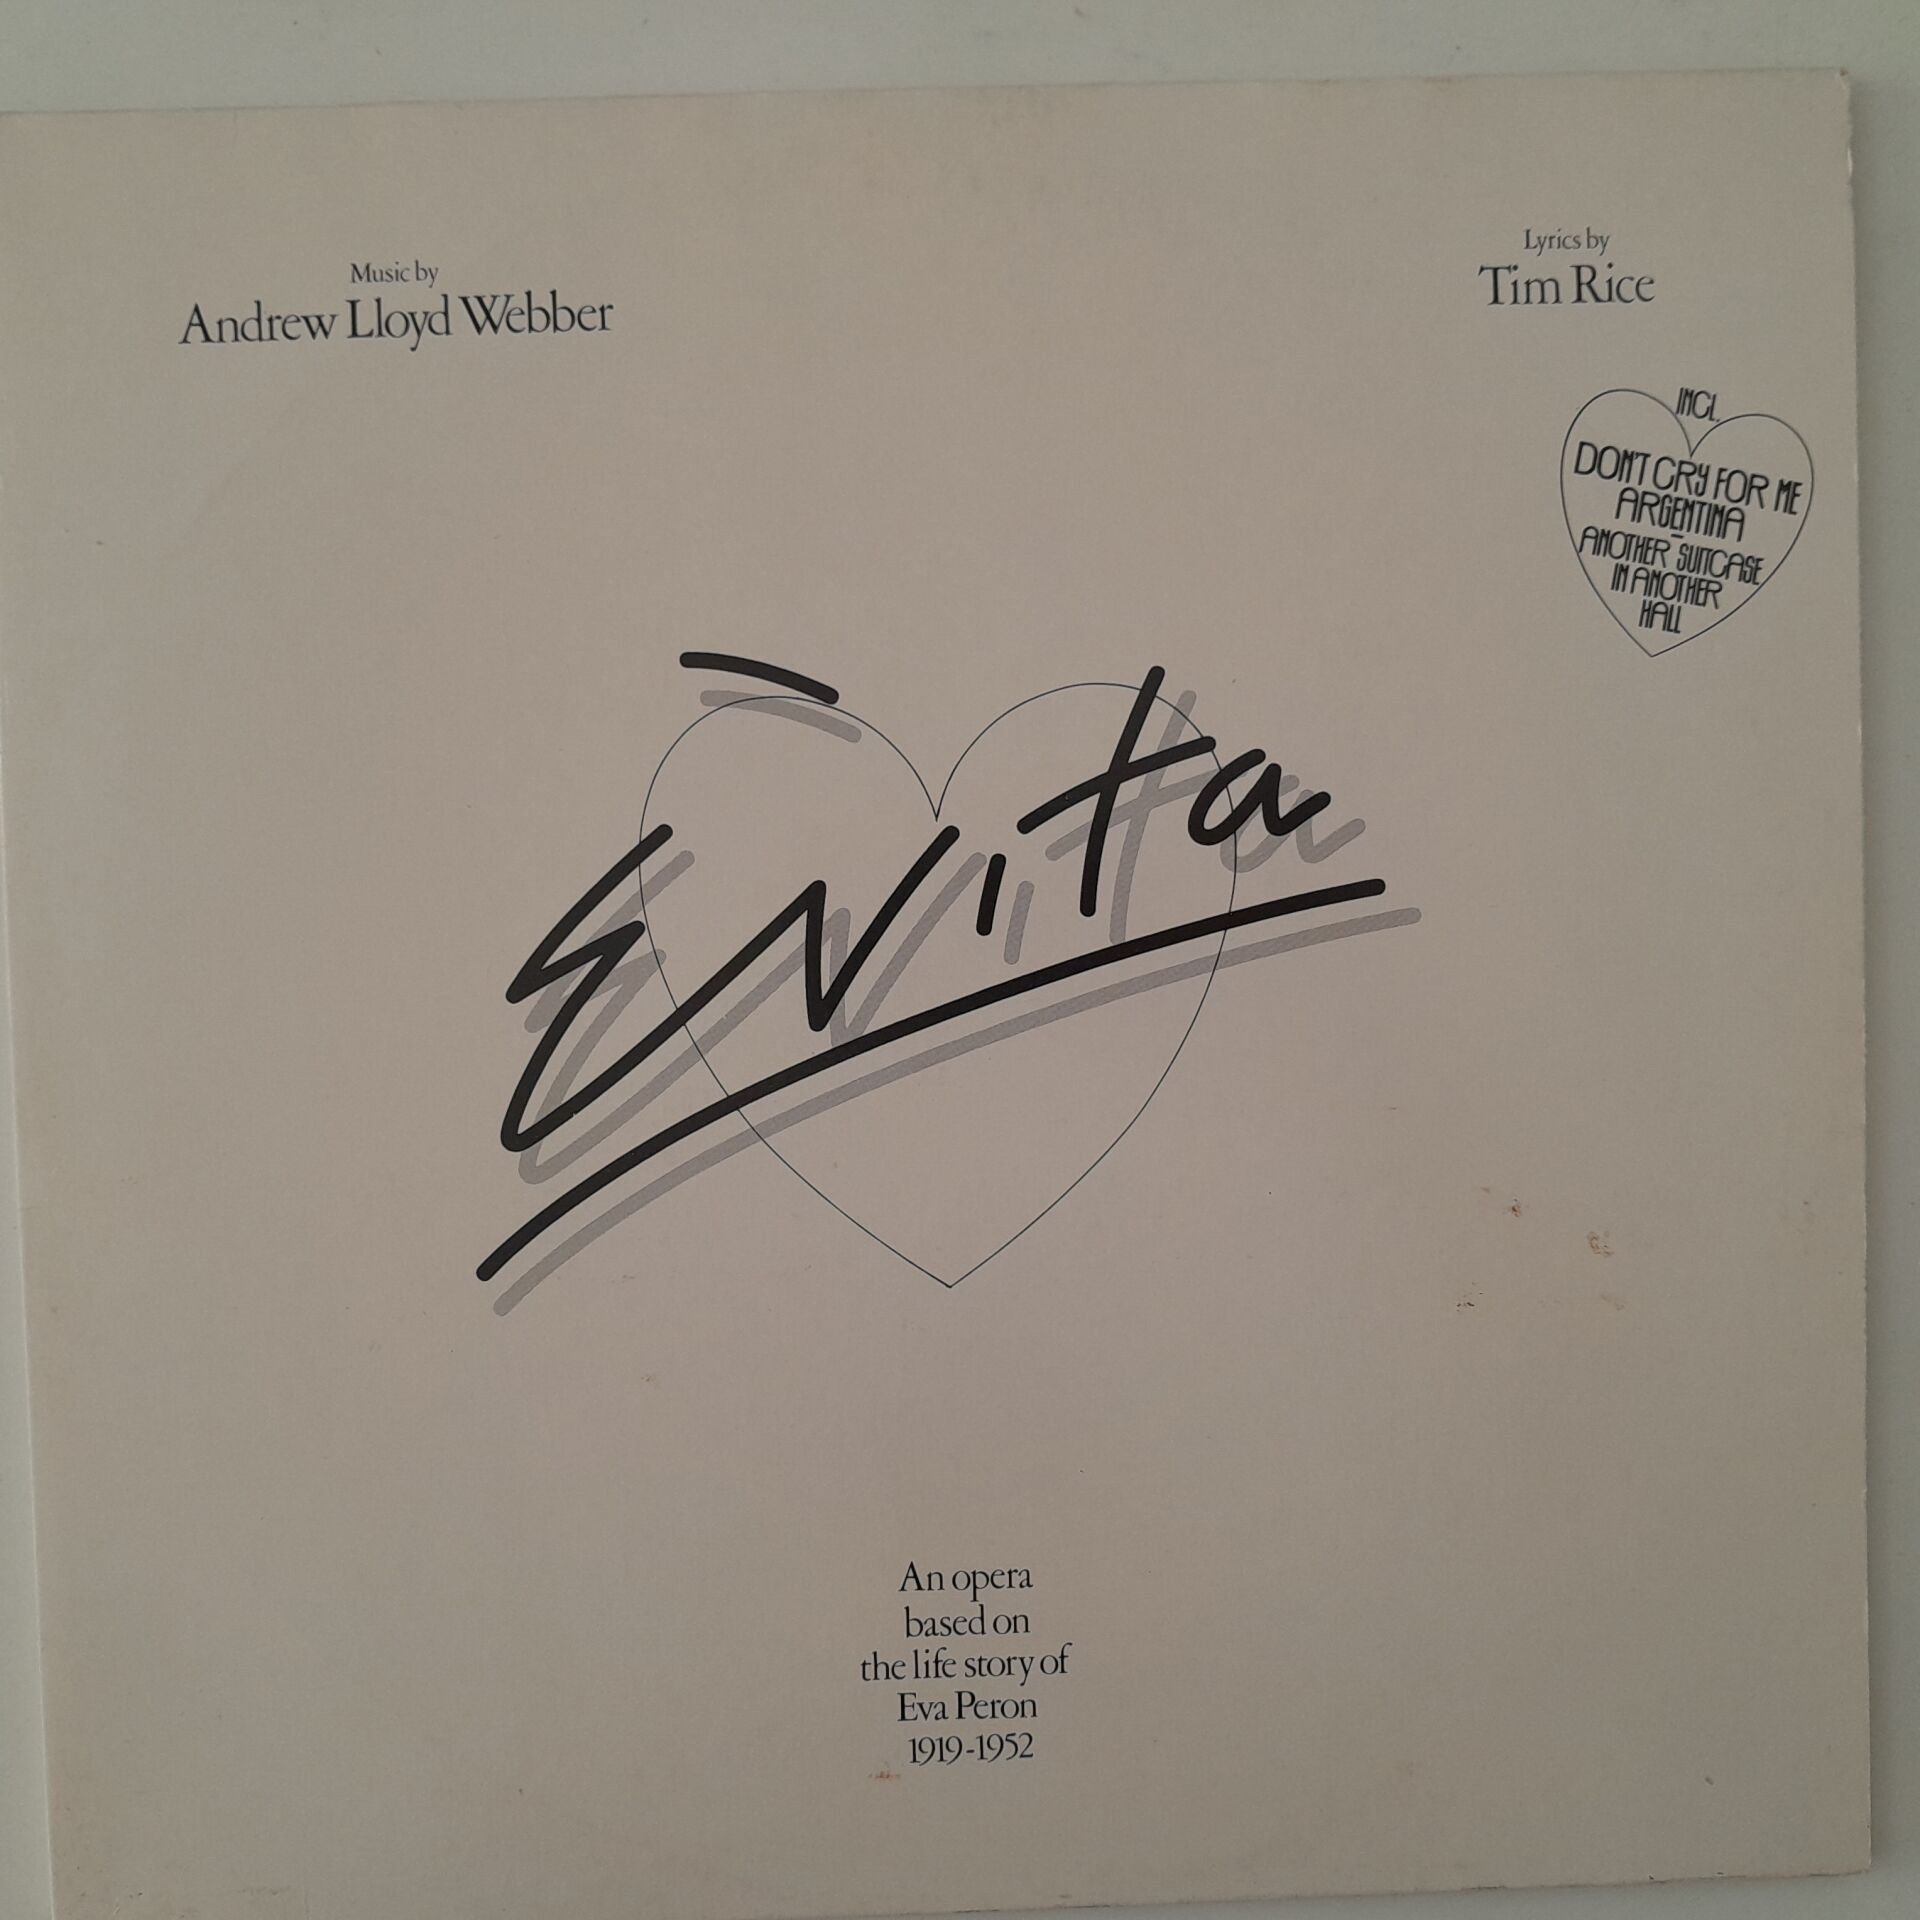 Music by
Andrew Lloyd Webber
Lyrics by
Tim Rice
INCL.
DON'T CRY FOR ME
ARGENTINA
-
ANOTHER SUITCASE
IN ANOTHER
HALL
Evita
An opera
based on
the life story of
Eva Peron
1919-1952